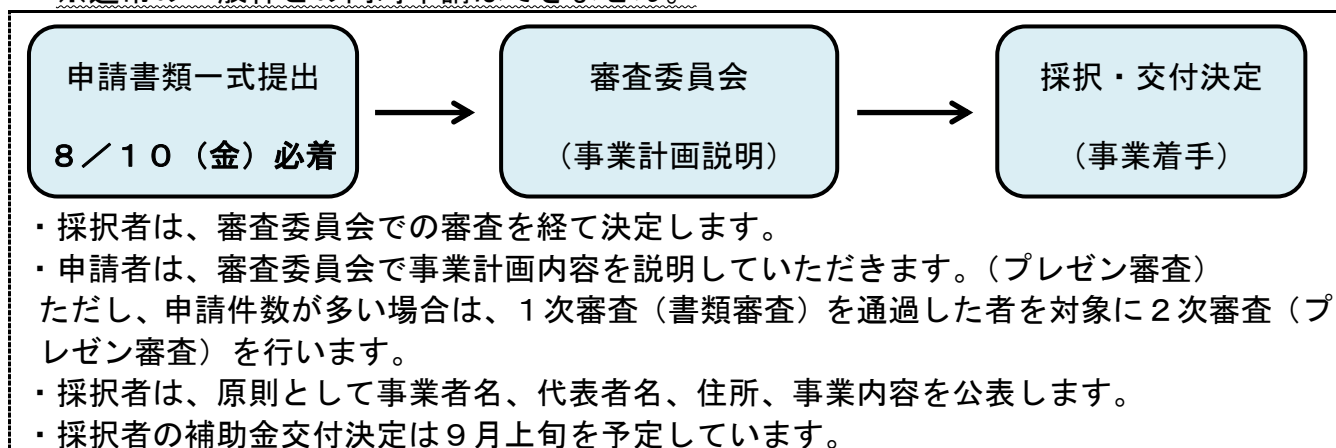 申請書類一式提出
8／10（金）必着
審査委員会
（事業計画説明）
採択・交付決定
（事業着手）
・採択者は、審査委員会での審査を経て決定します。
・申請者は、審査委員会で事業計画内容を説明していただきます。（プレゼン審査）
ただし、申請件数が多い場合は、１次審査（書類審査）を通過した者を対象に２次審査（プ
レゼン審査）を行います。
・採択者は、原則として事業者名、代表者名、住所、事業内容を公表します。
・採択者の補助金交付決定は９月上旬を予定しています。